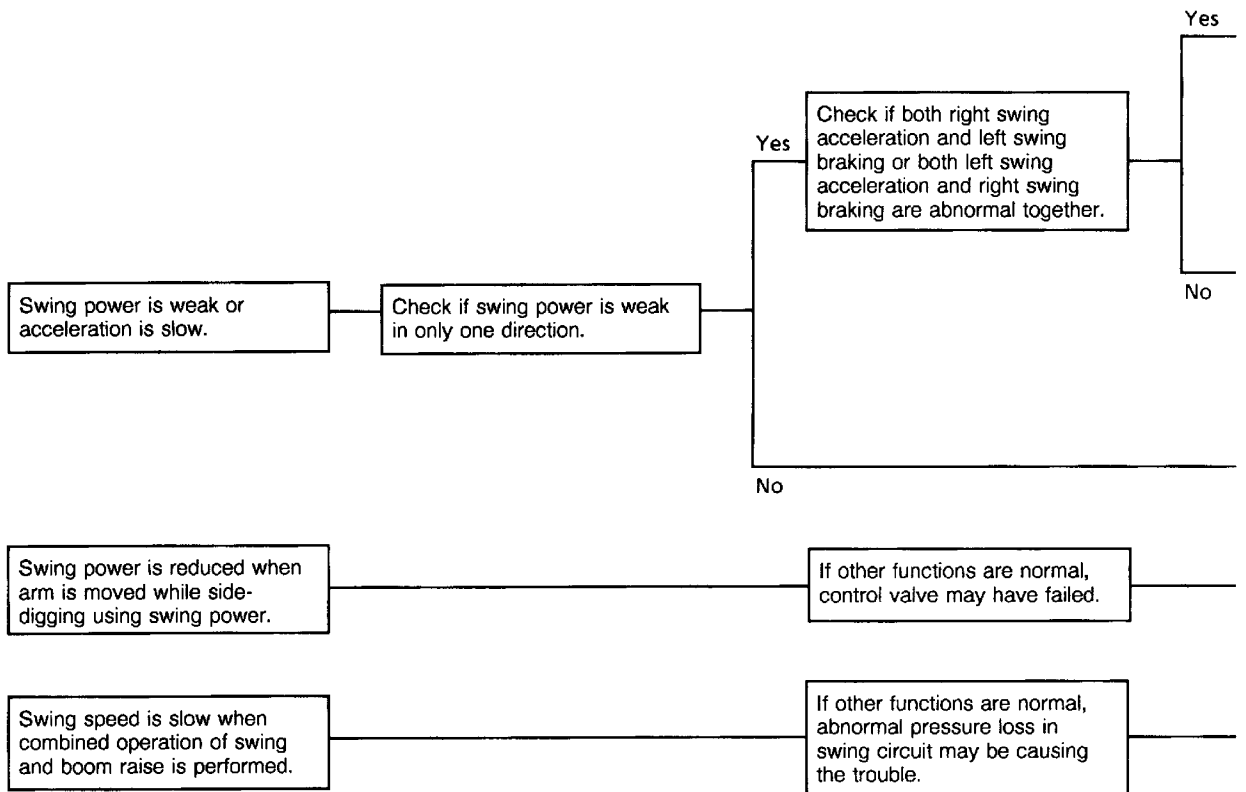 Yes
Check if both right swing
acceleration and left swing
braking or both left swing
acceleration and right swing
braking are abnormal together.
Yes
No
Swing power is weak or
acceleration is slow.
Check if swing power is weak
in only one direction.
No
Swing power is reduced when
arm is moved while side-
digging using swing power.
If other functions are normal,
control valve may have failed.
Swing speed is slow when
combined operation of swing
and boom raise is performed.
If other functions are normal,
abnormal pressure loss in
swing circuit may be causing
the trouble.